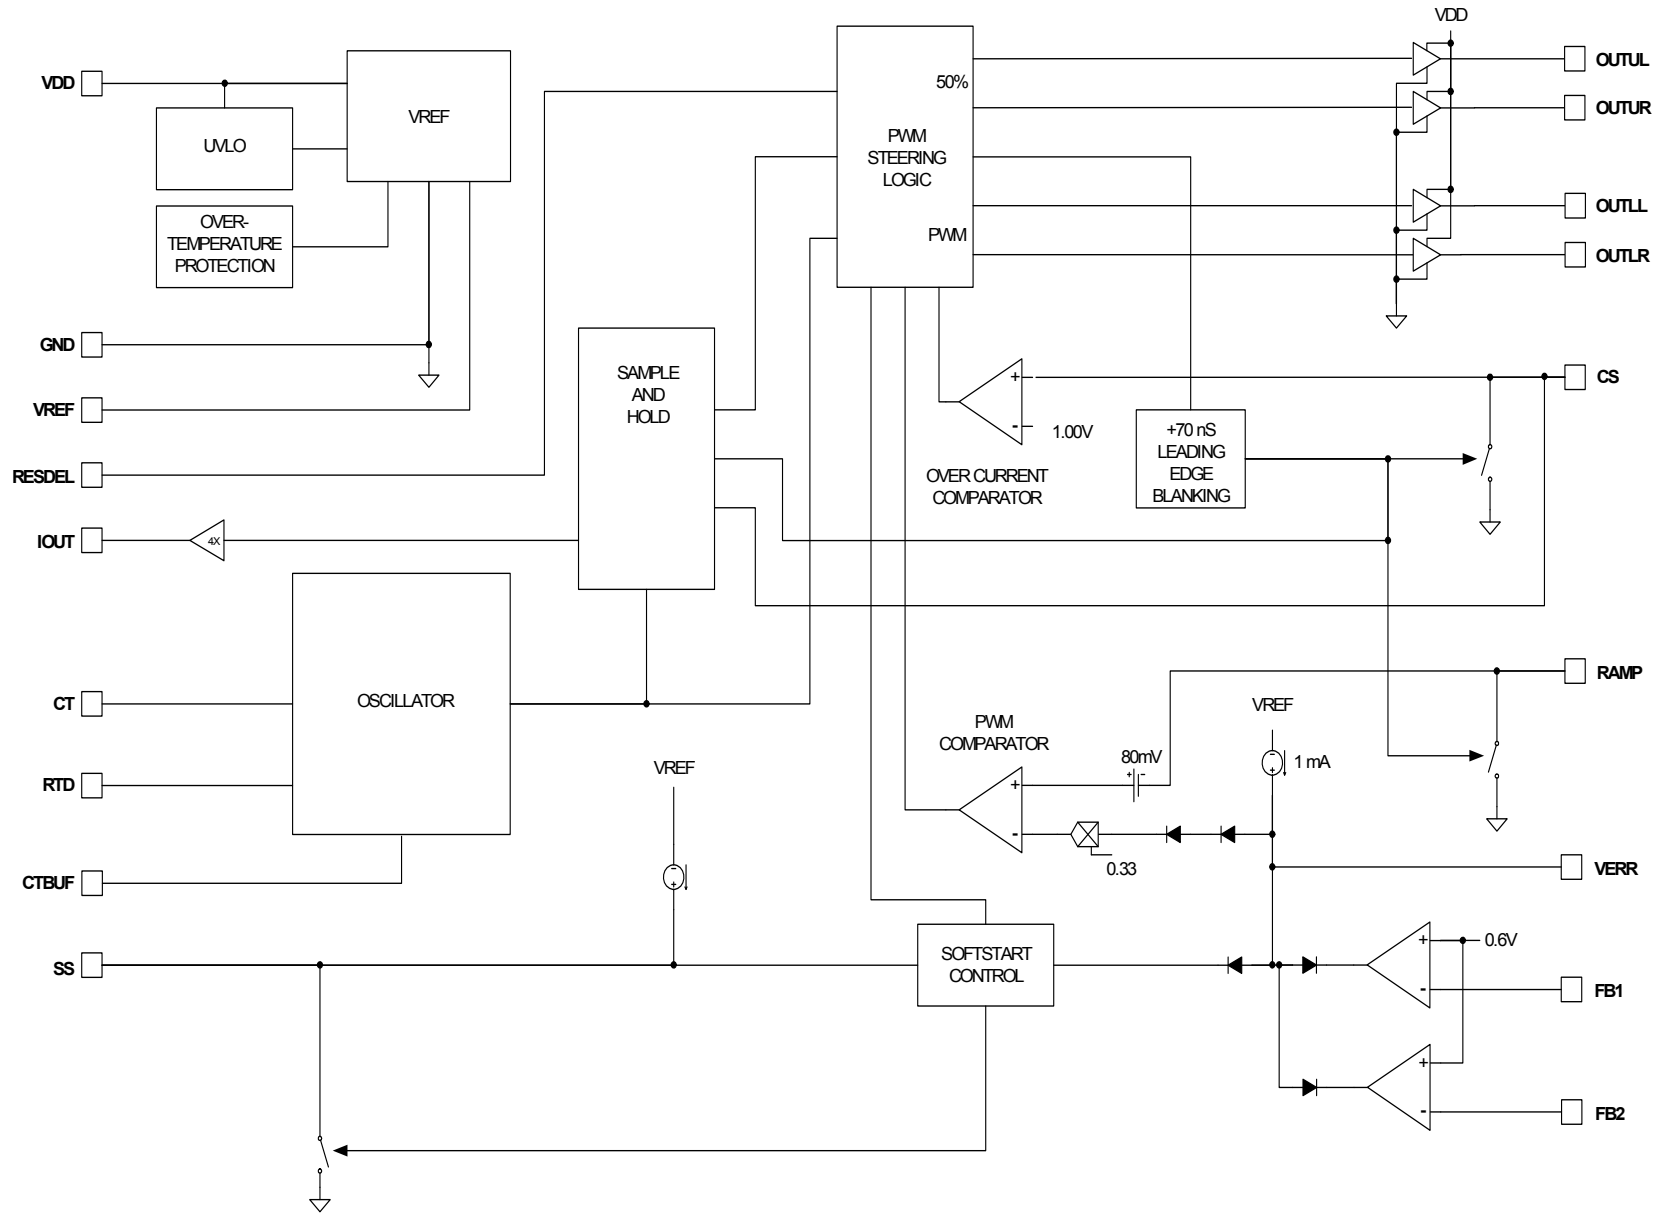 VDD
OUTUL
VDD
50%
VREF
OUTUR
UVLO
PWM
STEERING
LOGIC
OUTLL
OVER-
TEMPERATURE
PROTECTION
PWM
OUTLR
GND
SAMPLE
AND
HOLD
+
CS
VREF
-
1.00V
+70 nS
LEADING
EDGE
BLANKING
RESDEL
OVER CURRENT
COMPARATOR
IOUT
4X
RAMP
CT
OSCILLATOR
VREF
PWM
COMPARATOR
80mV
+
-
-
+
1 mA
VREF
RTD
+
-
0.33
VERR
CTBUF
-
+
SS
SOFTSTART
CONTROL
+
0.6V
-
FB1
+
-
FB2